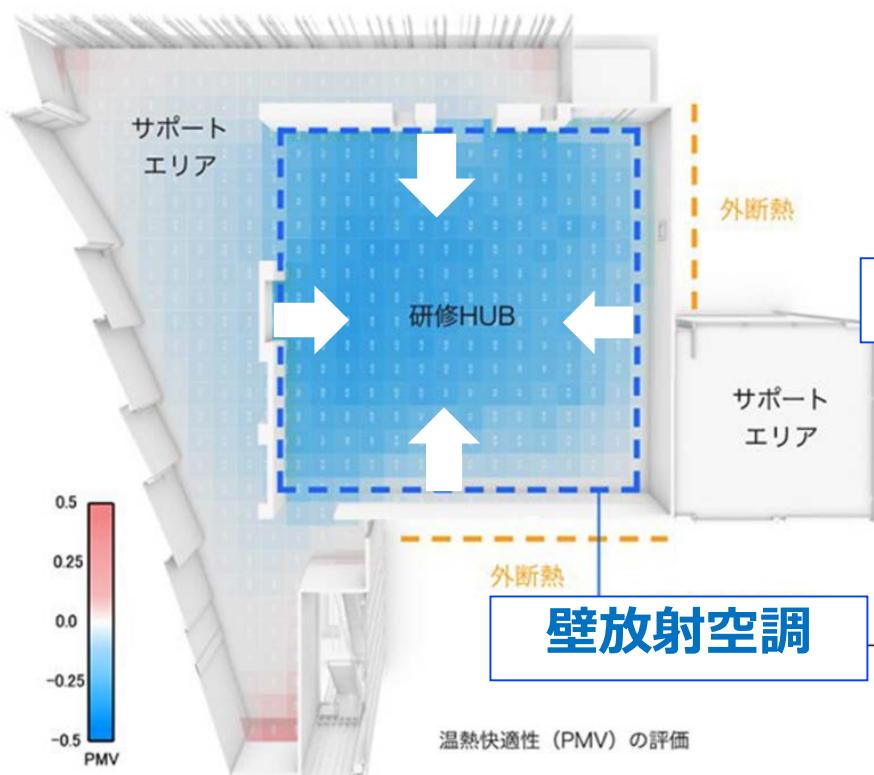 サポート
エリア
外断熱
研修HUB
サポート
エリア
0.5
0.25
0.0
-0.25
-0.5
PMV
外断熱
壁放射空調
温熱快適性（PMV）の評価